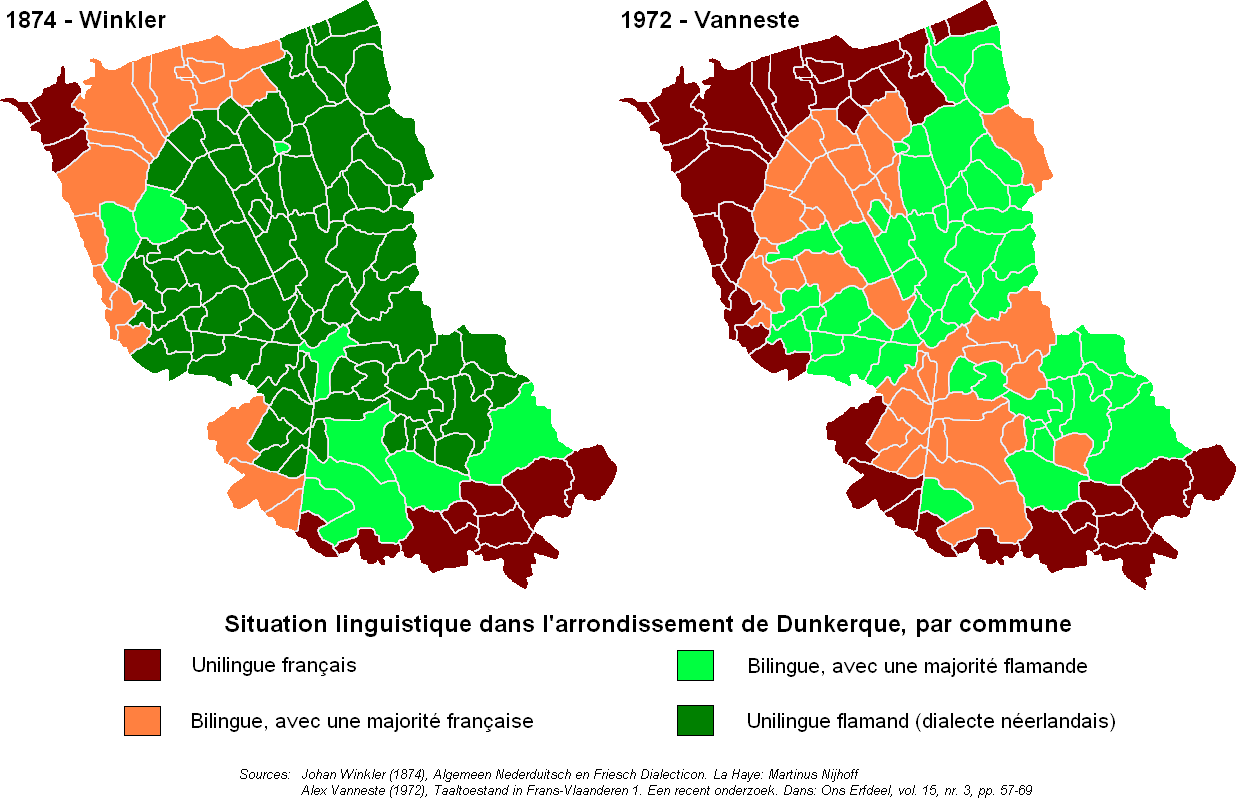 1874 - Winkler
1972 - Vanneste
Situation linguistique dans l'arrondissement de Dunkerque, par commune
Unilingue français
Bilingue, avec une majorité flamande
Bilingue, avec une majorité française
Unilingue flamand (dialecte néerlandais)
Sources: Johan Winkler (1874), Algemeen Nederduitsch en Friesch Dialecticon. La Haye: Martinus Nijhoff
Alex Vanneste (1972), Taaltoestand in Frans-Vlaanderen 1. Een recent onderzoek. Dans: Ons Erfdeel, vol. 15, nr. 3, pp. 57-69